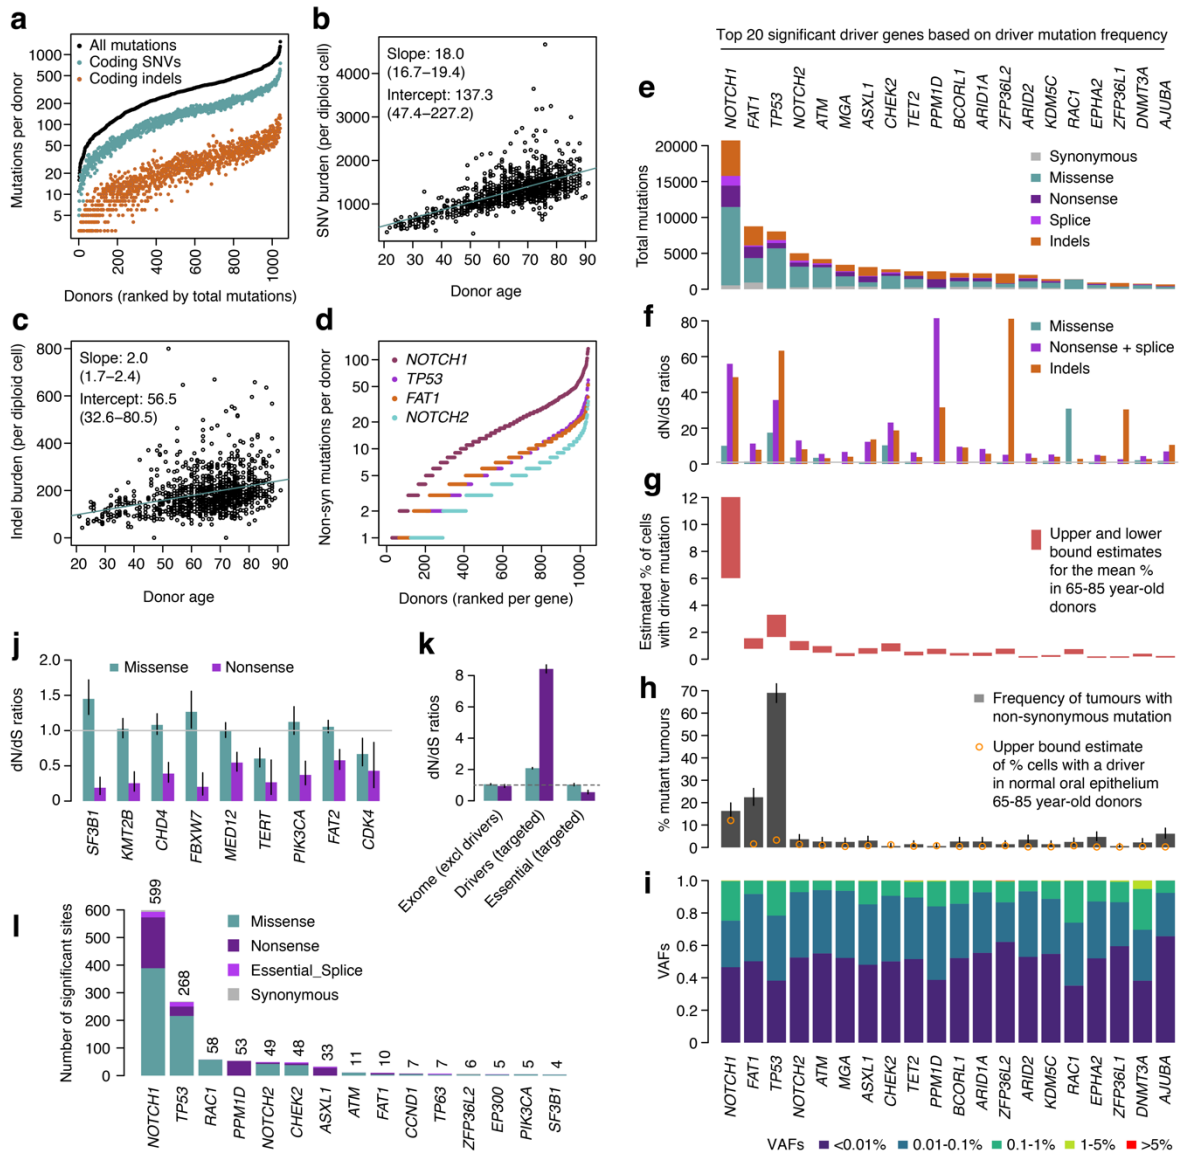 a
All mutations
Coding SNVs
Coding indels
Mutations per donor
1000
500
200
100
50
20
10
5
0 200 400 600 800 1000
Donors (ranked by total mutations)
b
Slope: 18.0
(16.7–19.4)
Intercept: 137.3
(47.4–227.2)
SNV burden (per diploid cell)
4000
3000
2000
1000
20 30 40 50 60 70 80 90
Donor age
c
Slope: 2.0
(1.7–2.4)
Intercept: 56.5
(32.6–80.5)
Indel burden (per diploid cell)
800
600
400
200
0
20 30 40 50 60 70 80 90
Donor age
d
NOTCH1
TP53
FAT1
NOTCH2
Non-syn mutations per donor
100
50
20
10
5
2
1
0 200 400 600 800 1000
Donors (ranked per gene)
Top 20 significant driver genes based on driver mutation frequency
e
NOTCH1 FAT1 TP53 NOTCH2 ATM MGA ASXL1 CHEK2 TET2 PPM1D BCORL1 ARID1A ZFP36L2 ARID2 KDM5C RAC1 EPHA2 ZFP36L1 DNMT3A AJUBA
Total mutations
20000
15000
10000
5000
0
Synonymous
Missense
Nonsense
Splice
Indels
f
dN/dS ratios
80
60
40
20
0
Missense
Nonsense + splice
Indels
g
Estimated % of cells
with driver mutation
12
10
8
6
4
2
0
Upper and lower
bound estimates
for the mean %
in 65-85 year-old
donors
h
% mutant tumours
70
60
50
40
30
20
10
0
Frequency of tumours with
non-synonymous mutation
Upper bound estimate
of % cells with a driver
in normal oral epithelium
65-85 year-old donors
i
VAFs
1.0
0.8
0.6
0.4
0.2
0
NOTCH1 FAT1 TP53 NOTCH2 ATM MGA ASXL1 CHEK2 TET2 PPM1D BCORL1 ARID1A ZFP36L2 ARID2 KDM5C RAC1 EPHA2 ZFP36L1 DNMT3A AJUBA
VAFs <0.01% 0.01-0.1% 0.1-1% 1-5% >5%
j
Missense Nonsense
dN/dS ratios
2.0
1.5
1.0
0.5
0
SF3B1 KMT2B CHD4 FBXW7 MED12 TERT PIK3CA FAT2 CDK4
k
dN/dS ratios
8
6
4
2
0
Exome (excl drivers)
Drivers (targeted)
Essential (targeted)
l
Number of significant sites
600
500
400
300
200
100
0
Missense
Nonsense
Essential_Splice
Synonymous
599 268 58 53 49 48 33 11 10 7 7 6 5 5 4
NOTCH1 TP53 RAC1 PPM1D NOTCH2 CHEK2 ASXL1 ATM FAT1 CCND1 TP63 ZFP36L2 EP300 PIK3CA SF3B1